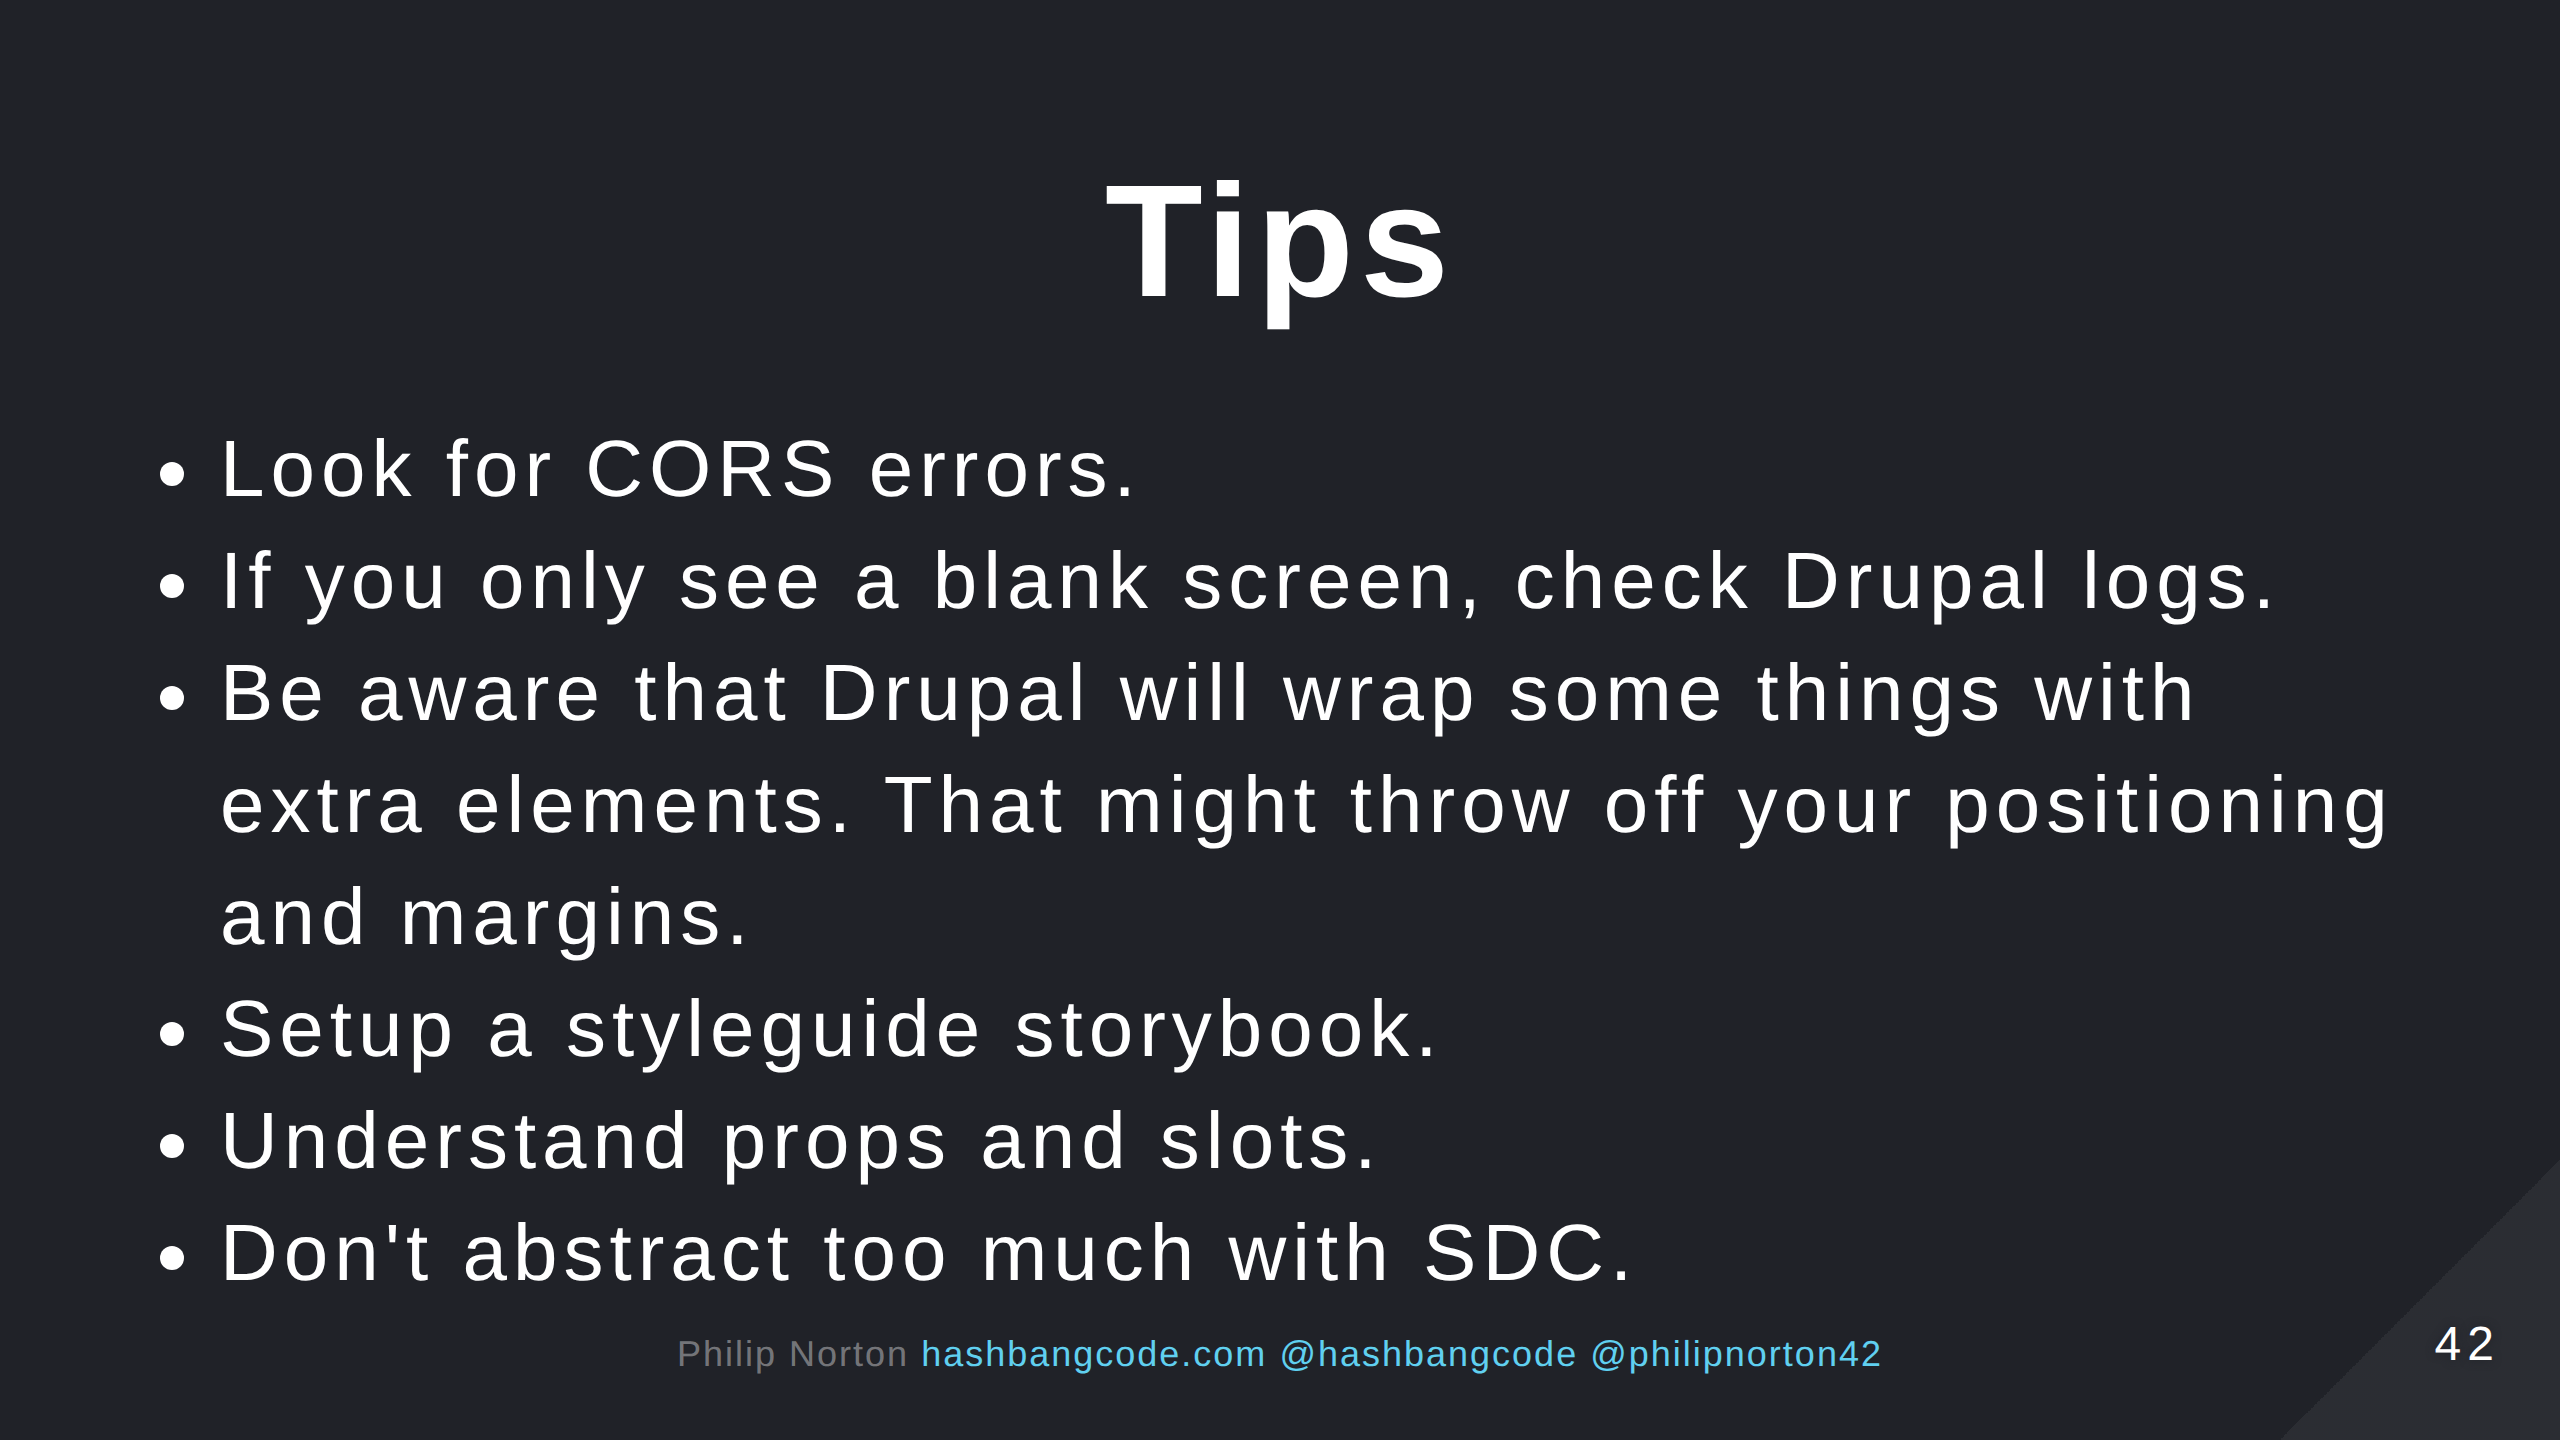 Tips
• Look for CORS errors.
• If you only see a blank screen, check Drupal logs.
• Be aware that Drupal will wrap some things with
extra elements. That might throw off your positioning
and margins.
• Setup a styleguide storybook.
• Understand props and slots.
• Don't abstract too much with SDC.
Philip Norton hashbangcode.com @hashbangcode @philipnorton42
42